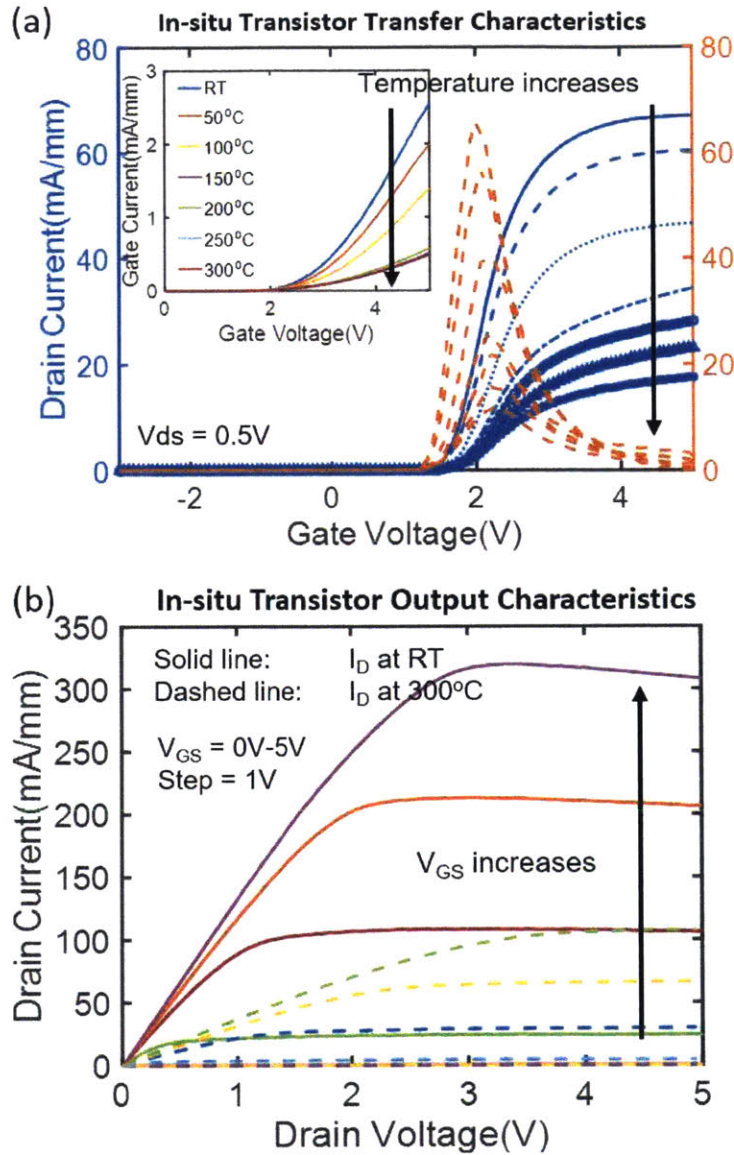 (a) In-situ Transistor Transfer Characteristics
80
60
40
20
0
Drain Current(mA/mm)
3
2
1
0
Gate Current(mA/mm)
RT
50°C
100°C
150°C
200°C
250°C
300°C
0 2 4
Gate Voltage(V)
Temperature increases
80
60
40
20
0
Vds = 0.5V
-2 0 2 4
Gate Voltage(V)
(b) In-situ Transistor Output Characteristics
350
300
250
200
150
100
50
0
Drain Current(mA/mm)
Solid line: I_D at RT
Dashed line: I_D at 300°C
V_GS = 0V-5V
Step = 1V
V_GS increases
0 1 2 3 4 5
Drain Voltage(V)